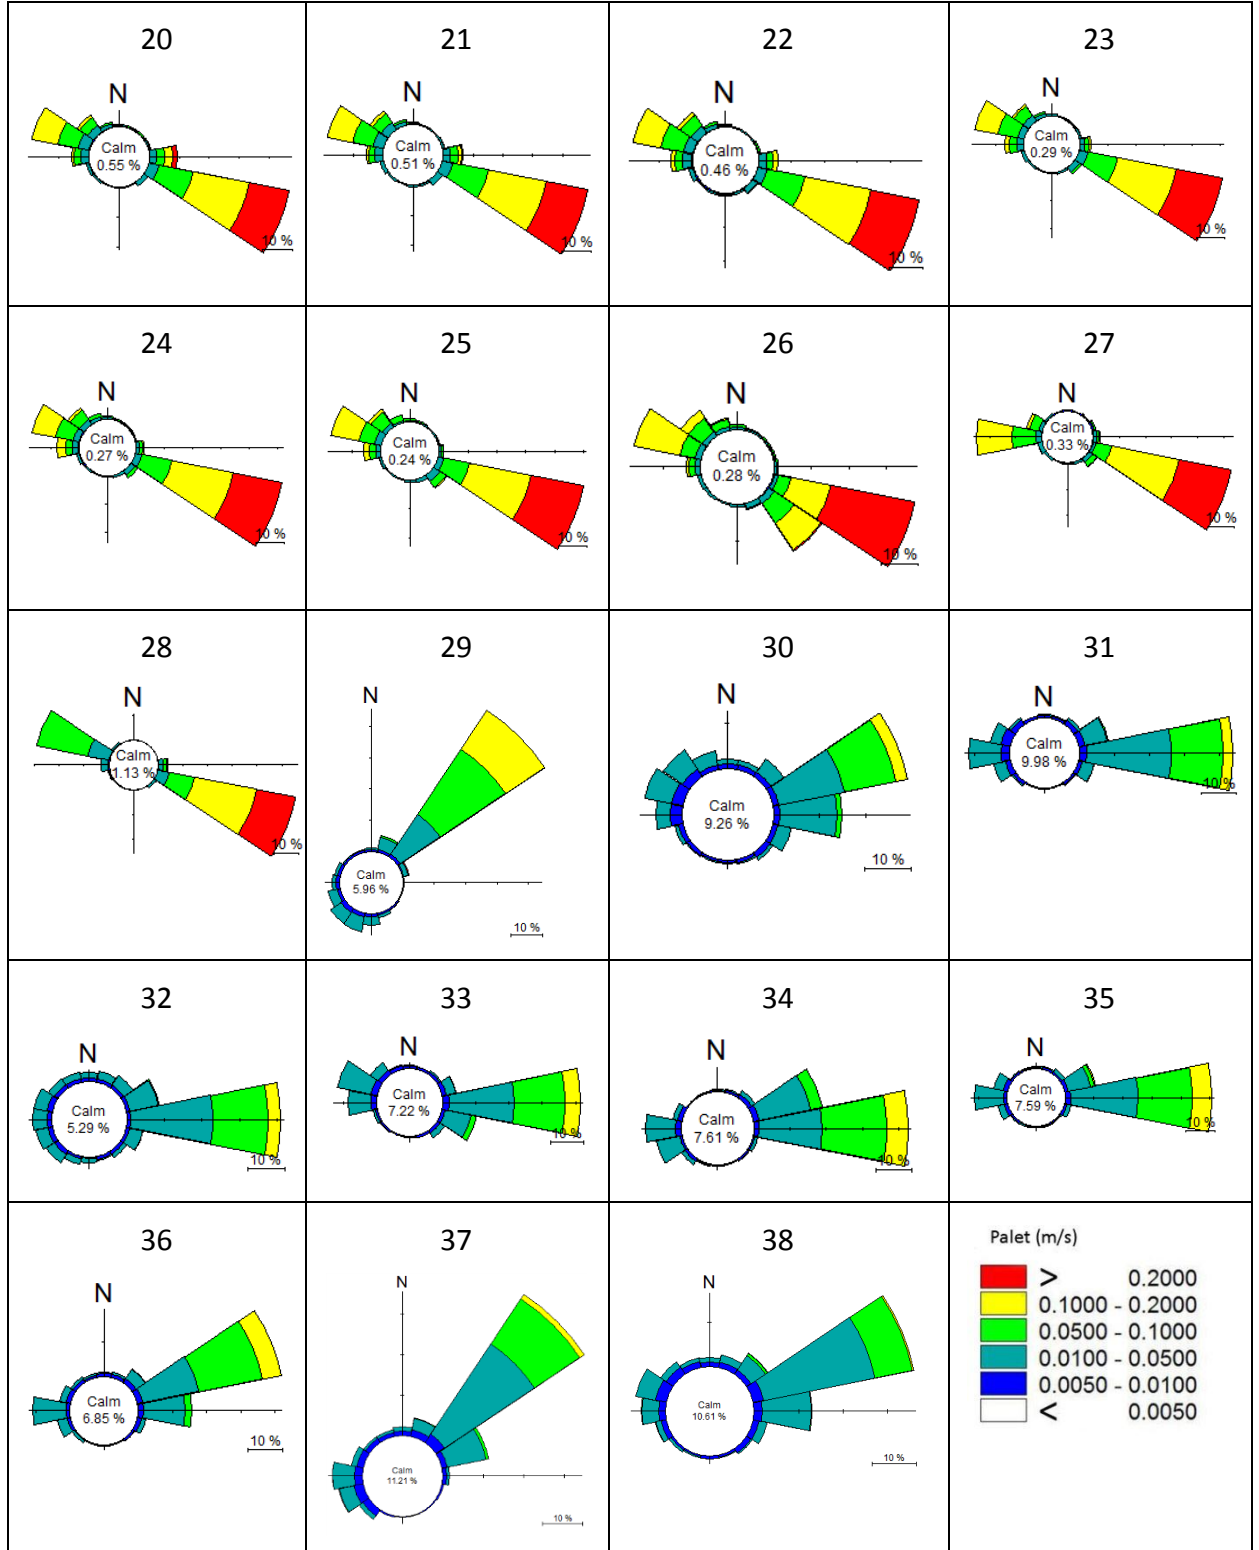 20
N
Calm
0.55 %
10 %
21
N
Calm
0.51 %
10 %
22
N
Calm
0.46 %
10 %
23
N
Calm
0.29 %
10 %
24
N
Calm
0.27 %
10 %
25
N
Calm
0.24 %
10 %
26
N
Calm
0.28 %
10 %
27
N
Calm
0.33 %
10 %
28
N
Calm
1.13 %
10 %
29
N
Calm
5.96 %
10 %
30
N
Calm
9.26 %
10 %
31
N
Calm
9.98 %
10 %
32
N
Calm
5.29 %
10 %
33
N
Calm
7.22 %
10 %
34
N
Calm
7.61 %
10 %
35
N
Calm
7.59 %
10 %
36
N
Calm
6.85 %
10 %
37
N
Calm
11.21 %
10 %
38
N
Calm
10.61 %
10 %
Palet (m/s)
> 0.2000
0.1000 - 0.2000
0.0500 - 0.1000
0.0100 - 0.0500
0.0050 - 0.0100
< 0.0050